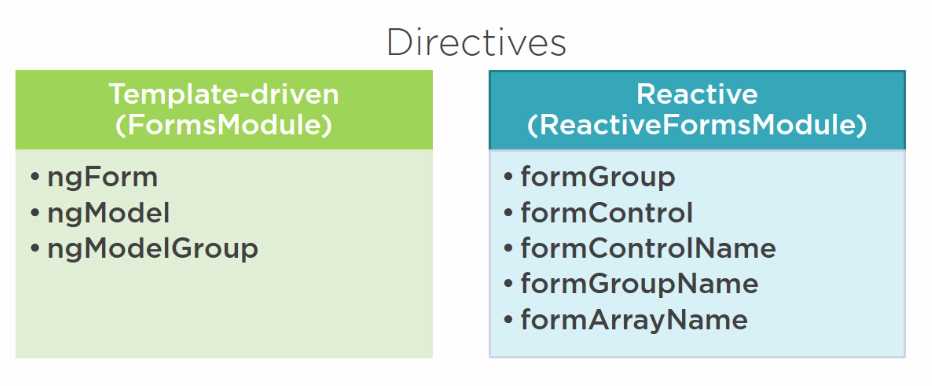 Directives
Template-driven
(FormsModule)
• ngForm
• ngModel
• ngModelGroup
Reactive
(ReactiveFormsModule)
• formGroup
• formControl
• formControlName
• formGroupName
• formArrayName